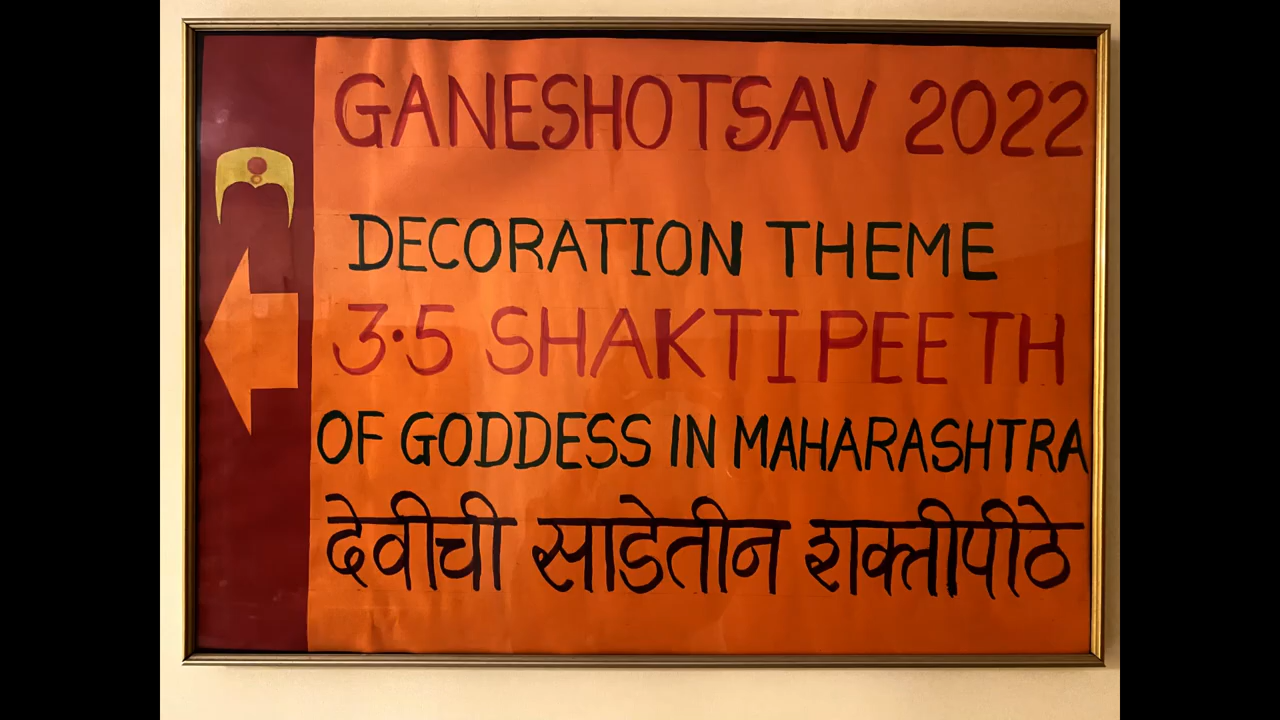 GANESHOTSAV 2022
DECORATION THEME
3.5 SHAKTIPEETH
OF GODDESS IN MAHARASHTRA
देवीची साडेतीन शक्तीपीठे